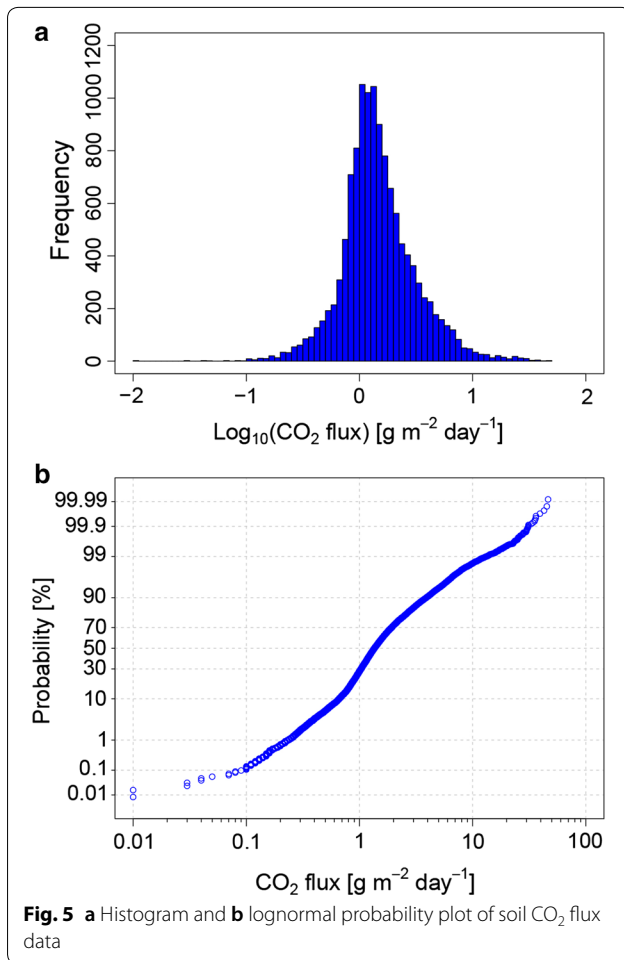 a
1200
1000
800
600
400
200
0
Frequency
−2 −1 0 1 2
Log₁₀(CO₂ flux) [g m⁻² day⁻¹]
b
99.99
99.9
99
90
70
50
30
10
1
0.1
0.01
Probability [%]
0.01 0.1 1 10 100
CO₂ flux [g m⁻² day⁻¹]
Fig. 5 a Histogram and b lognormal probability plot of soil CO₂ flux
data